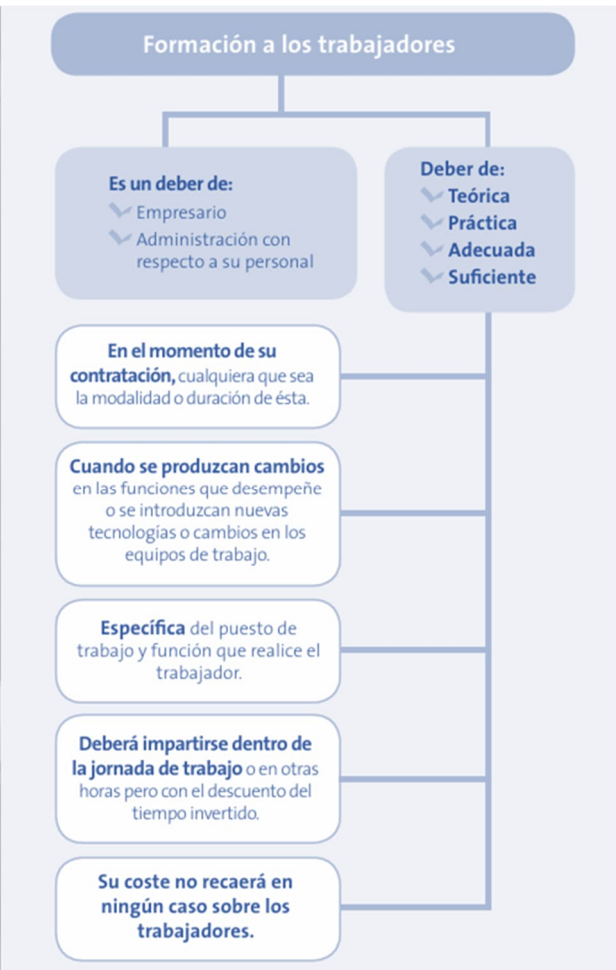 Formación a los trabajadores
Es un deber de:
Empresario
Administración con
respecto a su personal
Deber de:
Teórica
Práctica
Adecuada
Suficiente
En el momento de su
contratación, cualquiera que sea
la modalidad o duración de ésta.
Cuando se produzcan cambios
en las funciones que desempeñe
o se introduzcan nuevas
tecnologías o cambios en los
equipos de trabajo.
Específica del puesto de
trabajo y función que realice el
trabajador.
Deberá impartirse dentro de
la jornada de trabajo o en otras
horas pero con el descuento del
tiempo invertido.
Su coste no recaerá en
ningún caso sobre los
trabajadores.